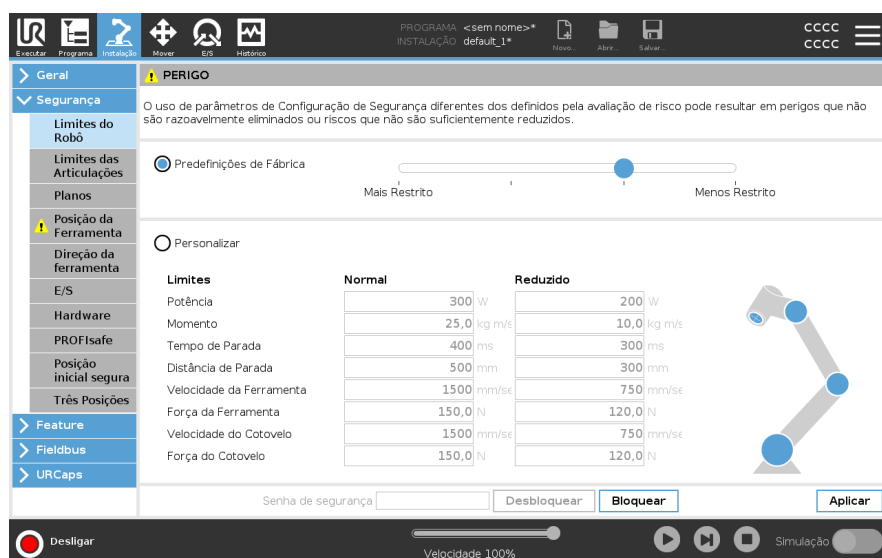 UR
Executar
Programa
Instalação
Mover
E/S
Histórico
PROGRAMA <sem nome>*
INSTALAÇÃO default_1*
Novo...
Abrir...
Salvar...
CCCC
CCCC
Geral
Segurança
Limites do
Robô
Limites das
Articulações
Planos
Posição da
Ferramenta
Direção da
ferramenta
E/S
Hardware
PROFIsafe
Posição
inicial segura
Três Posições
Feature
Fieldbus
URCaps
PERIGO
O uso de parâmetros de Configuração de Segurança diferentes dos definidos pela avaliação de risco pode resultar em perigos que não
são razoavelmente eliminados ou riscos que não são suficientemente reduzidos.
Predefinições de Fábrica
Mais Restrito Menos Restrito
Personalizar
Limites Normal Reduzido
Potência 300 W 200 W
Momento 25,0 kg m/s 10,0 kg m/s
Tempo de Parada 400 ms 300 ms
Distância de Parada 500 mm 300 mm
Velocidade da Ferramenta 1500 mm/se 750 mm/se
Força da Ferramenta 150,0 N 120,0 N
Velocidade do Cotovelo 1500 mm/se 750 mm/se
Força do Cotovelo 150,0 N 120,0 N
Senha de segurança Desbloquear Bloquear Aplicar
Desligar
Velocidade 100%
Simulação